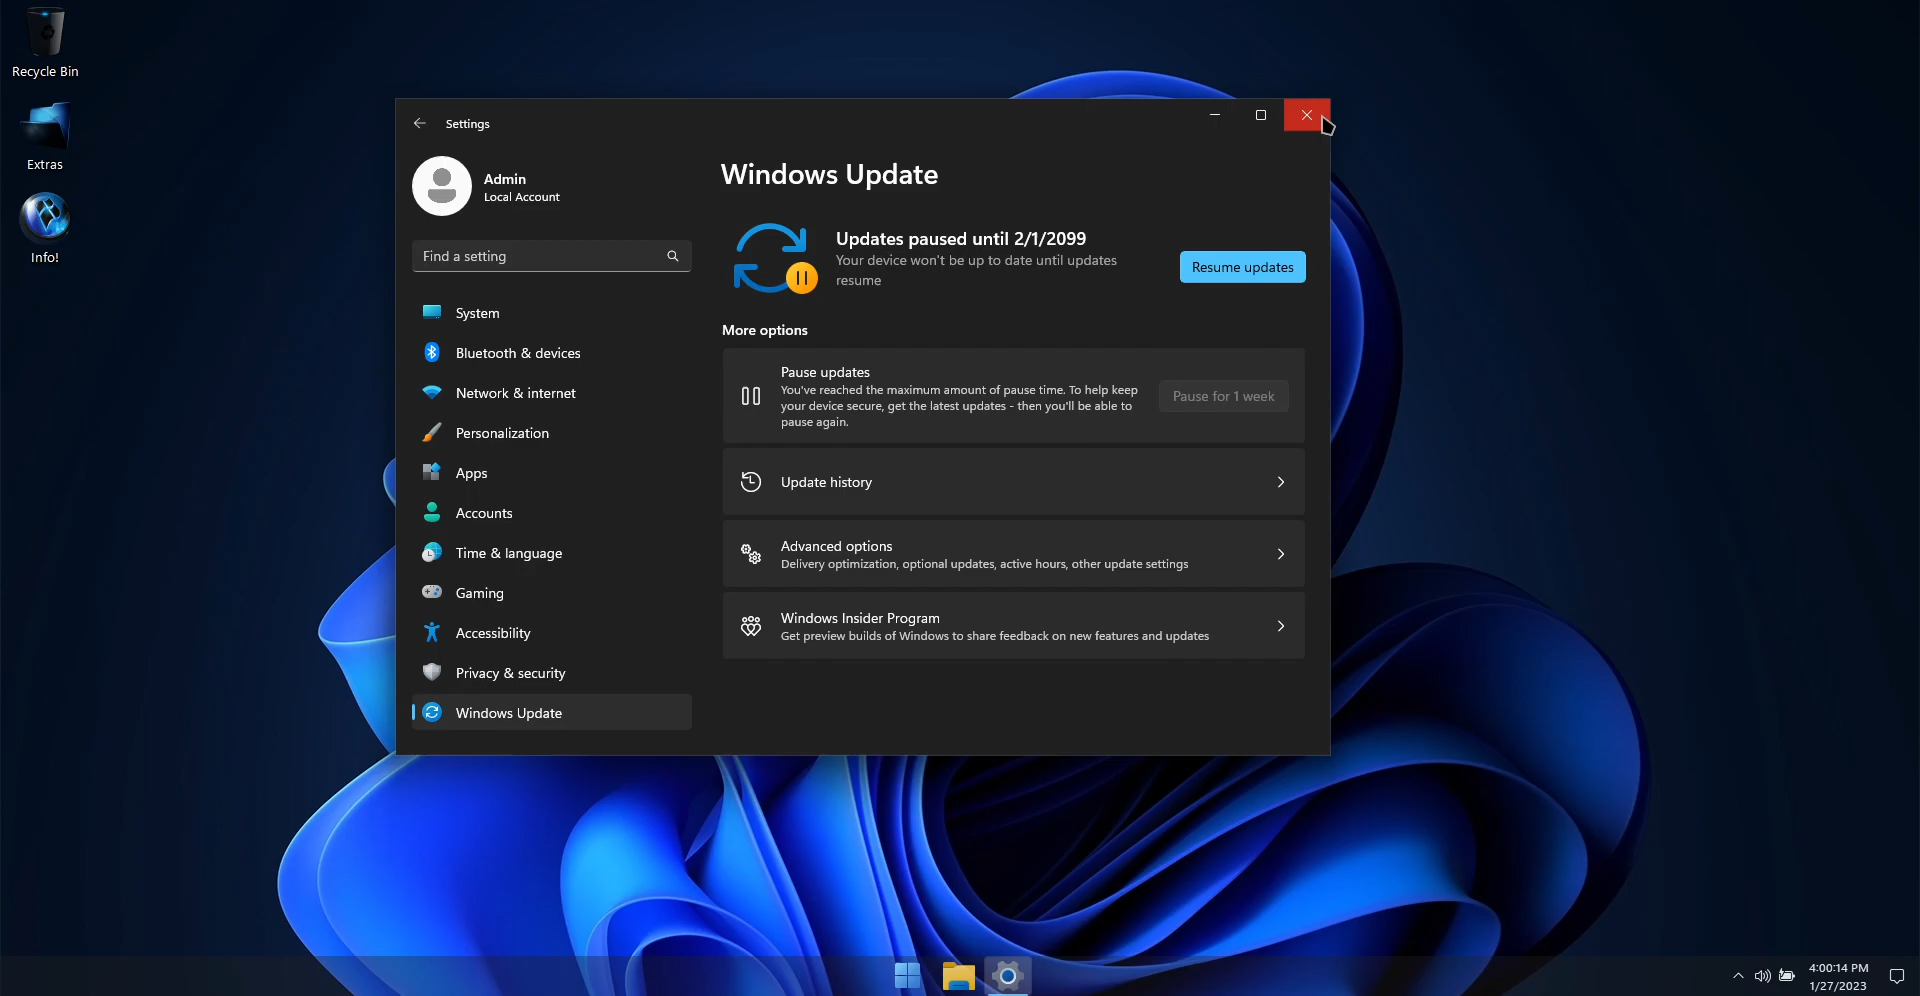 Recycle Bin
Extras
Info!
Settings
Admin
Local Account
Find a setting
System
Bluetooth & devices
Network & internet
Personalization
Apps
Accounts
Time & language
Gaming
Accessibility
Privacy & security
Windows Update
Windows Update
Updates paused until 2/1/2099
Your device won't be up to date until updates
resume
Resume updates
More options
Pause updates
You've reached the maximum amount of pause time. To help keep
your device secure, get the latest updates - then you'll be able to
pause again.
Pause for 1 week
Update history
Advanced options
Delivery optimization, optional updates, active hours, other update settings
Windows Insider Program
Get preview builds of Windows to share feedback on new features and updates
4:00:14 PM
1/27/2023